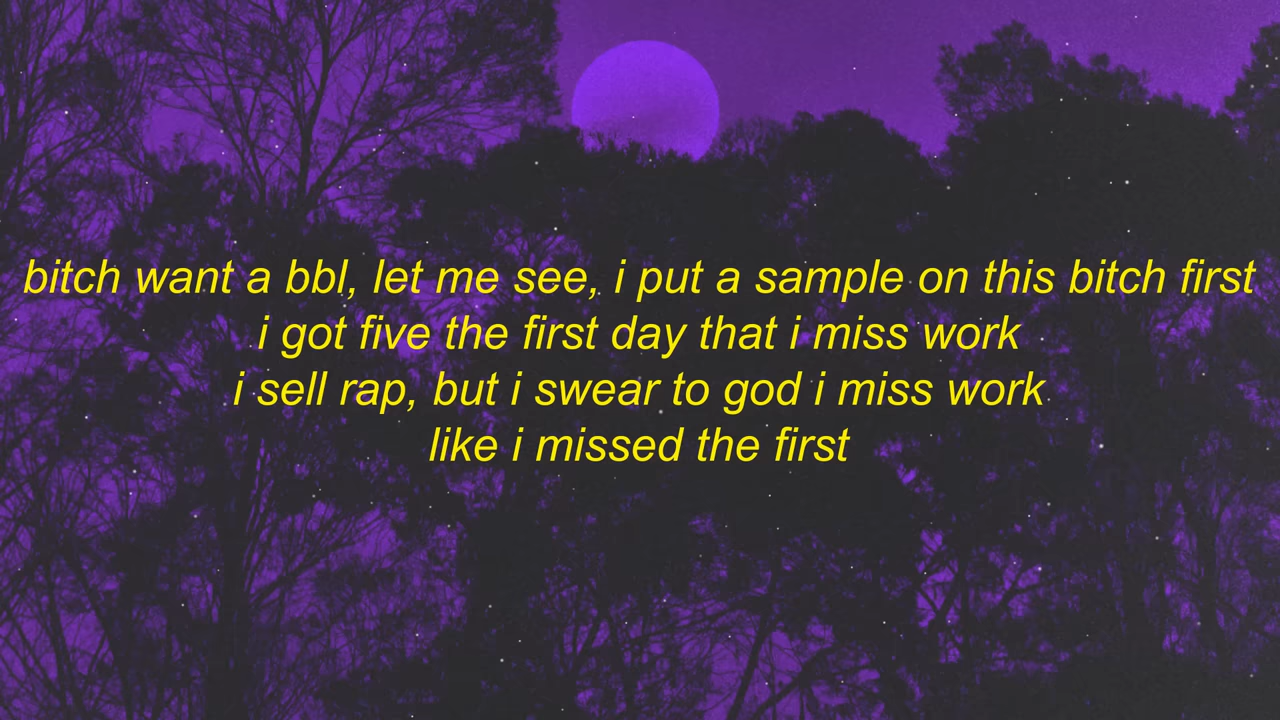 bitch want a bbl, let me see, i put a sample on this bitch first
i got five the first day that i miss work
i sell rap, but i swear to god i miss work
like i missed the first